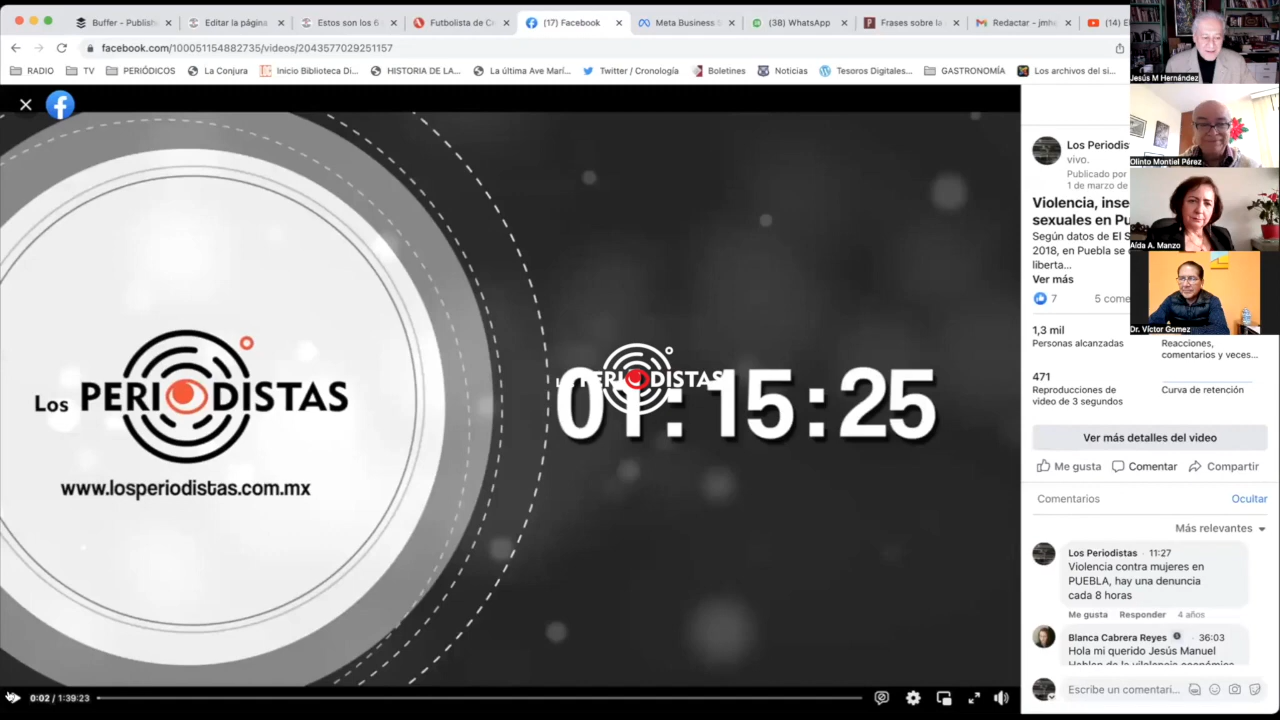 Buffer - Publish
Editar la página
Estos son los 6
Futbolista de C
(17) Facebook
Meta Business S
(38) WhatsApp
Frases sobre la
Redactar - jmhe
(14) El
facebook.com/100051154882735/videos/2043577029251157
RADIO
TV
PERIÓDICOS
La Conjura
Inicio Biblioteca Di...
HISTORIA DE LA...
La última Ave Marí...
Twitter / Cronología
Boletines
Noticias
Tesoros Digitales...
GASTRONOMÍA
Los archivos del si...
Jesús M Hernández
Olinto Montiel Pérez
Aída A. Manzo
Dr. Víctor Gomez
Los PERIODISTAS
www.losperiodistas.com.mx
PERIODISTAS
01:15:25
0:02 / 1:39:23
Los Periodis
vivo.
Publicado por
1 de marzo de
Violencia, inse
sexuales en Pu
Según datos de El S
2018, en Puebla se
liberta...
Ver más
7
5 come
1,3 mil
Personas alcanzadas
Reacciones,
comentarios y veces...
471
Reproducciones de
video de 3 segundos
Curva de retención
Ver más detalles del video
Me gusta
Comentar
Compartir
Comentarios
Ocultar
Más relevantes
Los Periodistas · 11:27
Violencia contra mujeres en
PUEBLA, hay una denuncia
cada 8 horas
Me gusta Responder 4 años
Blanca Cabrera Reyes · 36:03
Hola mi querido Jesús Manuel
Escribe un comentari...